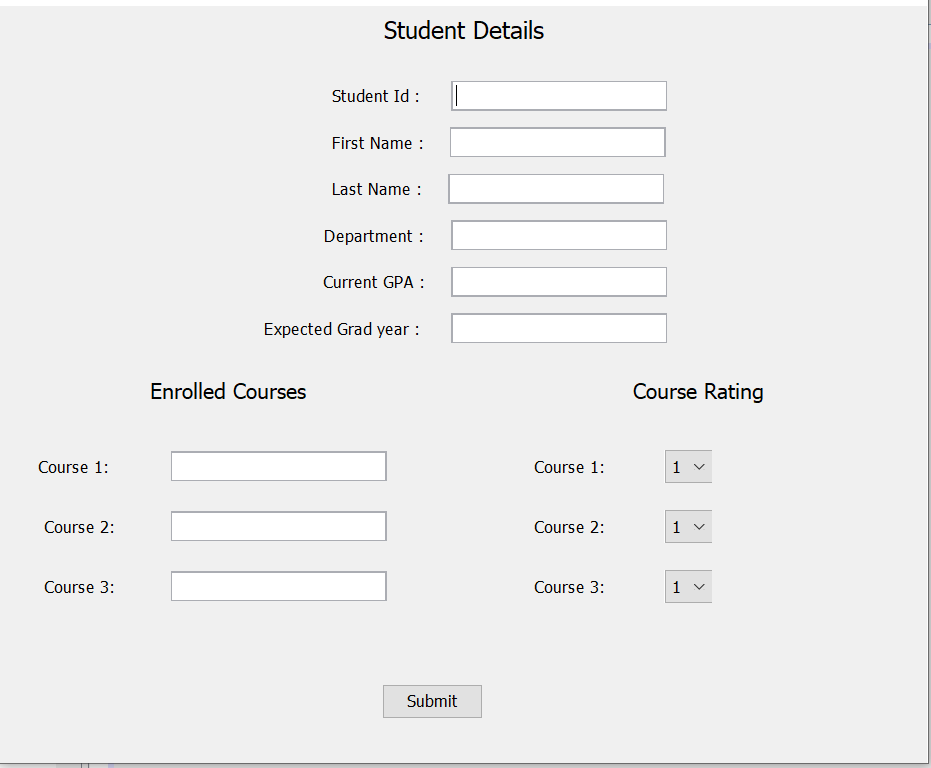 Student Details
Student Id :
First Name :
Last Name :
Department :
Current GPA :
Expected Grad year :
Enrolled Courses Course Rating
Course 1: Course 1: 1
Course 2: Course 2: 1
Course 3: Course 3: 1
Submit